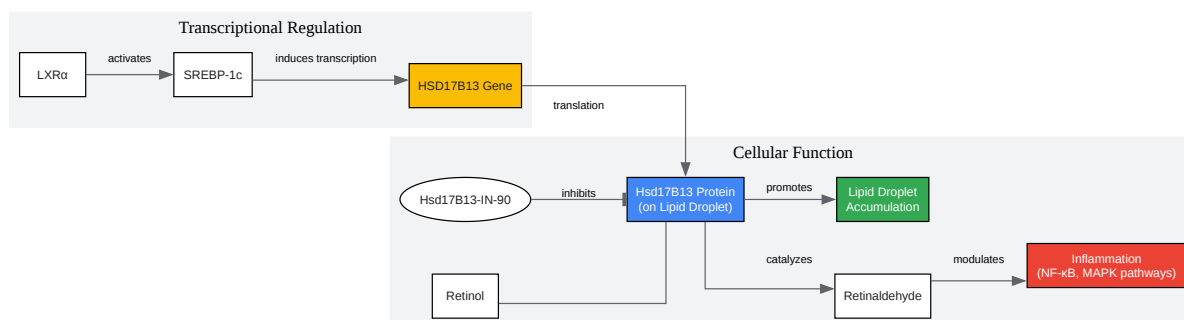 Transcriptional Regulation
LXRα
activates
SREBP-1c
induces transcription
HSD17B13 Gene
translation
Cellular Function
Hsd17B13-IN-90
inhibits
Hsd17B13 Protein
(on Lipid Droplet)
promotes
Lipid Droplet
Accumulation
Retinol
catalyzes
Retinaldehyde
modulates
Inflammation
(NF-κB, MAPK pathways)